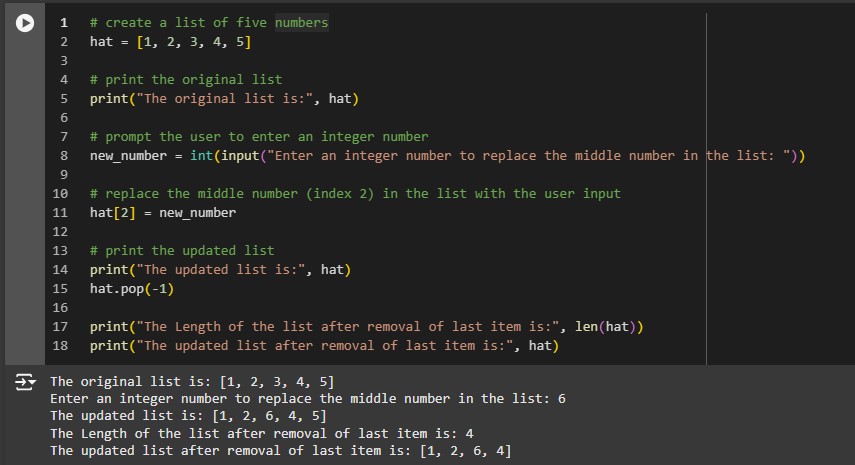 1 # create a list of five numbers
2 hat = [1, 2, 3, 4, 5]
3
4 # print the original list
5 print("The original list is:", hat)
6
7 # prompt the user to enter an integer number
8 new_number = int(input("Enter an integer number to replace the middle number in the list: "))
9
10 # replace the middle number (index 2) in the list with the user input
11 hat[2] = new_number
12
13 # print the updated list
14 print("The updated list is:", hat)
15 hat.pop(-1)
16
17 print("The Length of the list after removal of last item is:", len(hat))
18 print("The updated list after removal of last item is:", hat)
The original list is: [1, 2, 3, 4, 5]
Enter an integer number to replace the middle number in the list: 6
The updated list is: [1, 2, 6, 4, 5]
The Length of the list after removal of last item is: 4
The updated list after removal of last item is: [1, 2, 6, 4]